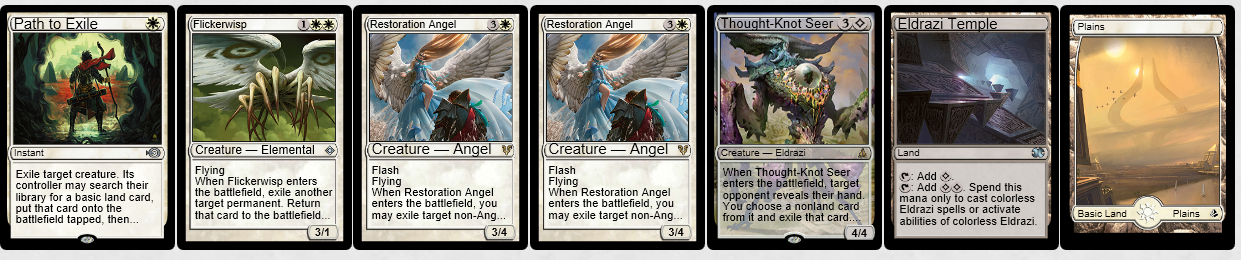 Path to Exile
Instant
Exile target creature. Its
controller may search their
library for a basic land card,
put that card onto the
battlefield tapped, then...
Flickerwisp 1
Creature — Elemental
Flying
When Flickerwisp enters
the battlefield, exile another
target permanent. Return
that card to the battlefield...
3/1
Restoration Angel 3
Creature — Angel
Flash
Flying
When Restoration Angel
enters the battlefield, you
may exile target non-Ang...
3/4
Restoration Angel 3
Creature — Angel
Flash
Flying
When Restoration Angel
enters the battlefield, you
may exile target non-Ang...
3/4
Thought-Knot Seer 3
Creature — Eldrazi
When Thought-Knot Seer
enters the battlefield, target
opponent reveals their hand.
You choose a nonland card
from it and exile that card...
4/4
Eldrazi Temple
Land
: Add .
: Add . Spend this
mana only to cast colorless
Eldrazi spells or activate
abilities of colorless Eldrazi.
Plains
Basic Land Plains